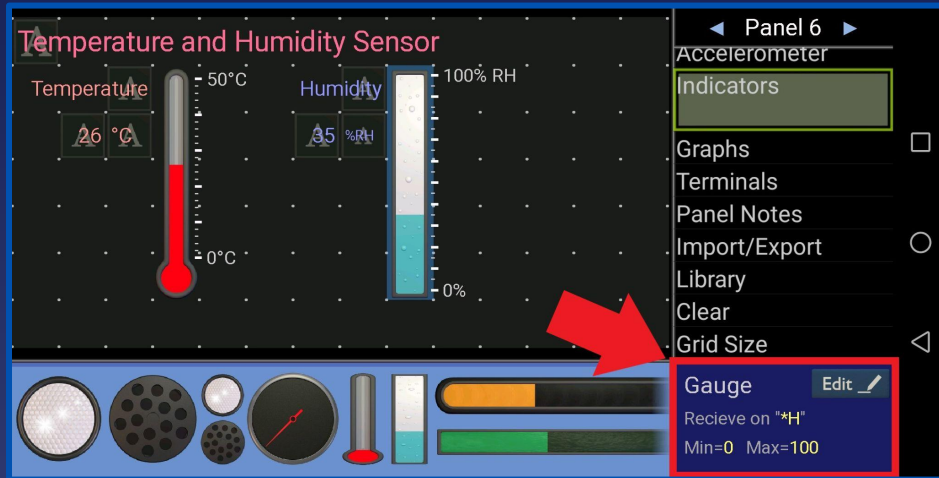 Temperature and Humidity Sensor
Temperature
26 °C
50°C
0°C
Humidity
35 %RH
100% RH
0%
A
A
A
A
A
A
A
Panel 6
Accelerometer
Indicators
Graphs
Terminals
Panel Notes
Import/Export
Library
Clear
Grid Size
Gauge
Edit
Recieve on "*H"
Min=0 Max=100